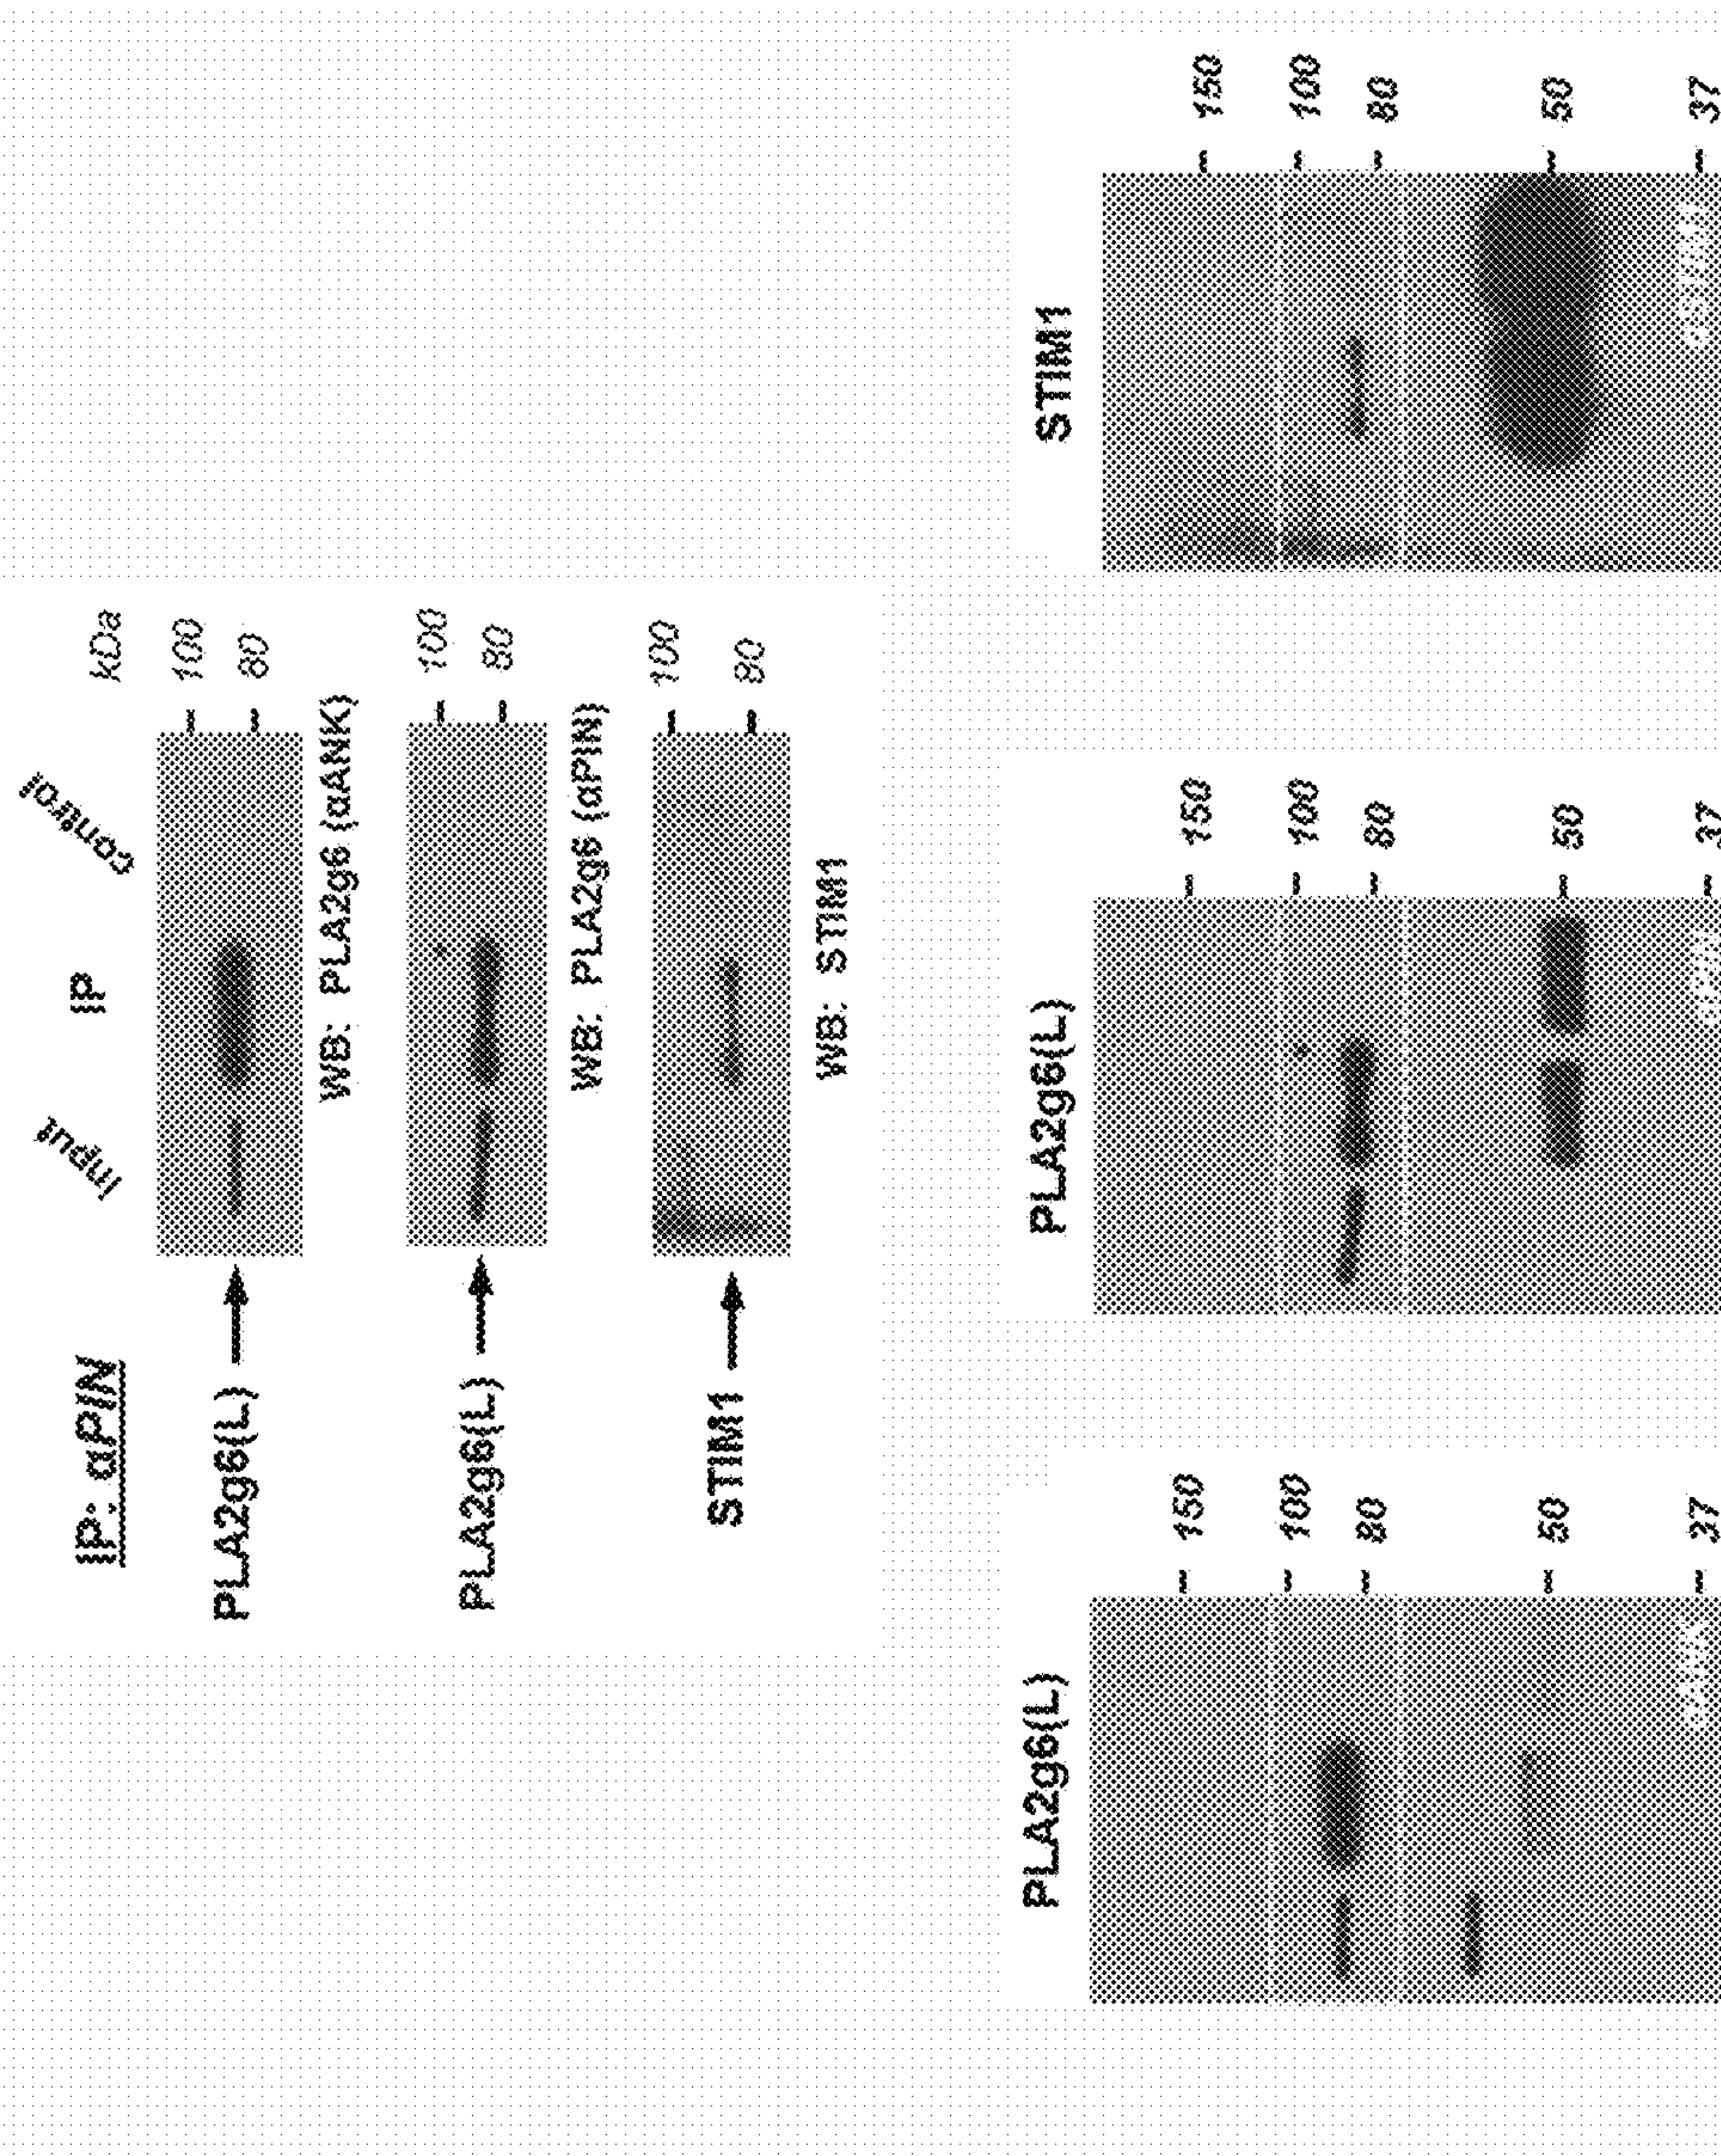 IP: αPIN
input IP control kDa
PLA2g6(L) 100
80
WB: PLA2g6 (αANK)
PLA2g6(L) 100
80
WB: PLA2g6 (αPIN)
STIM1 100
80
WB: STIM1
PLA2g6(L)
150
100
80
50
37
PLA2g6(L)
150
100
80
50
37
STIM1
150
100
80
50
37